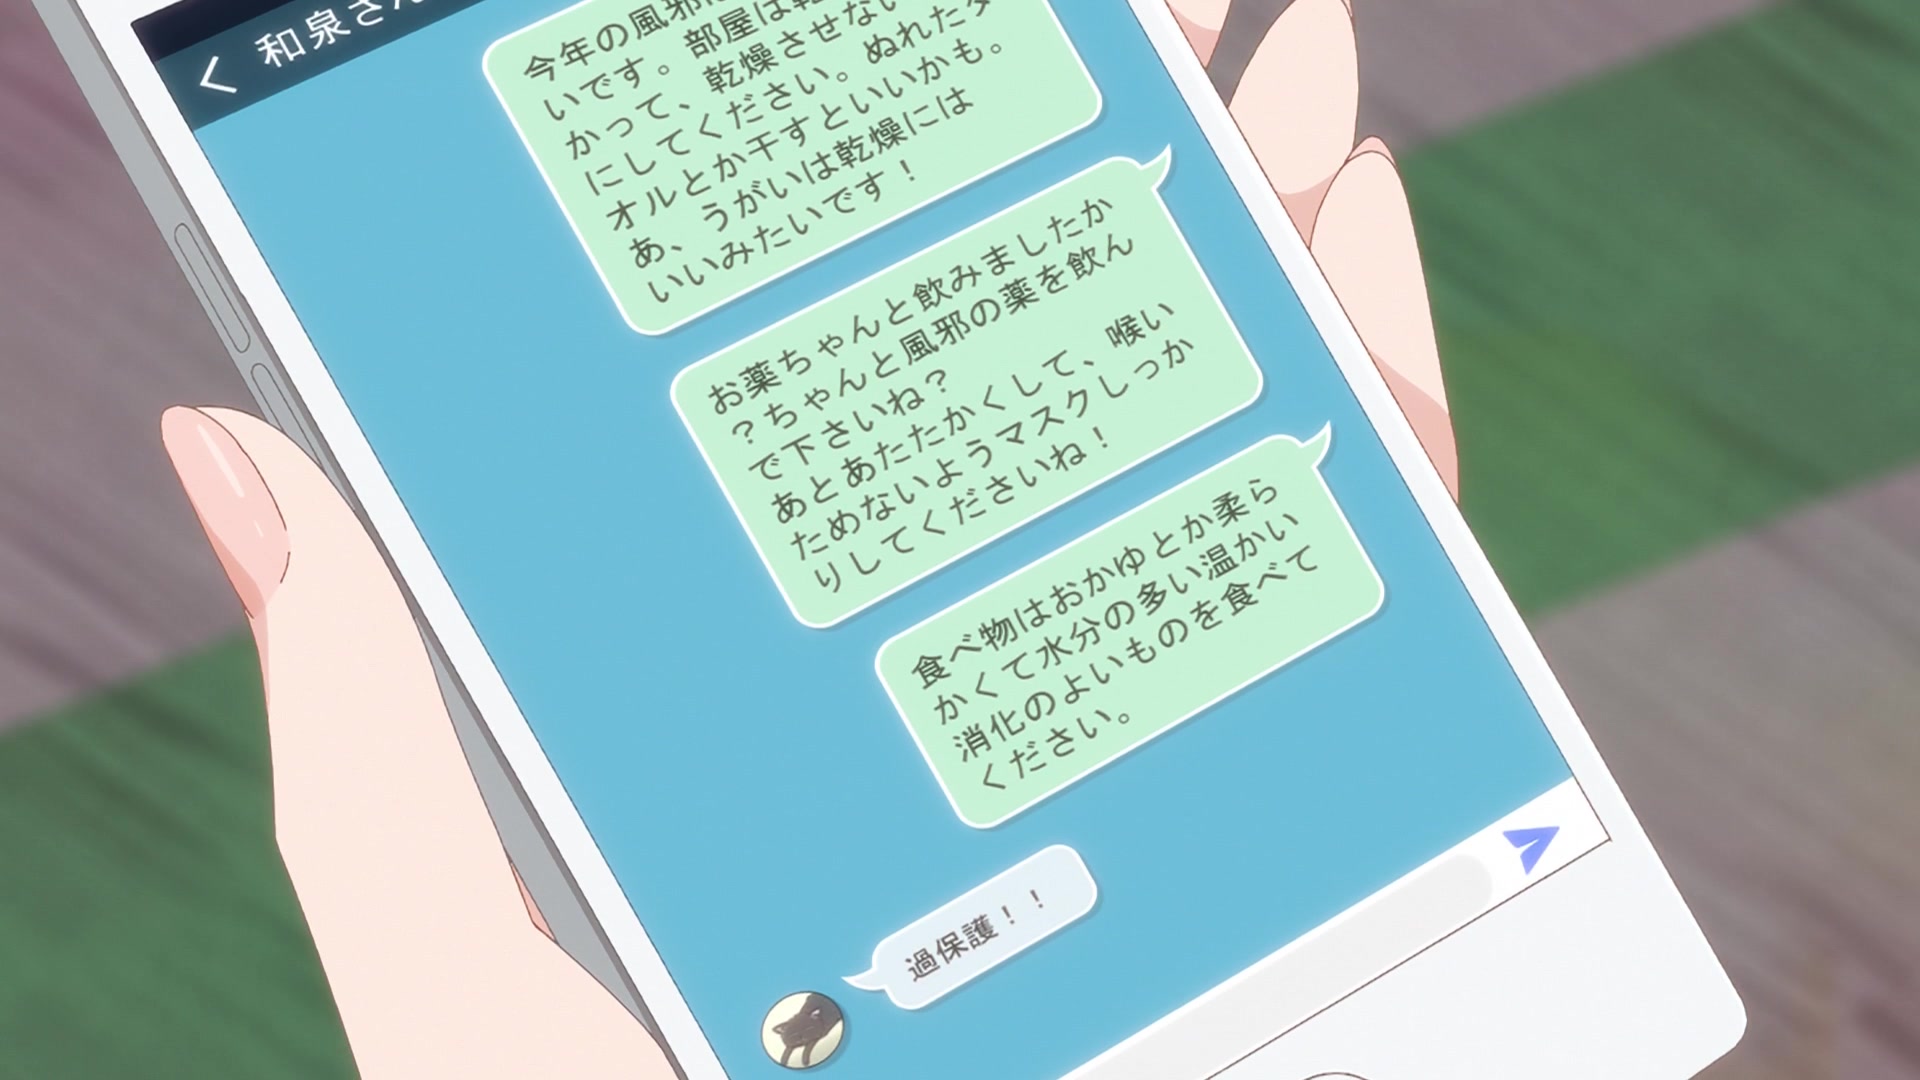 く 和泉さん
今年の風邪は
いです。部屋は乾
かって、乾燥させない
にしてください。ぬれたタ
オルとか干すといいかも。
あ、うがいは乾燥には
いいみたいです！
お薬ちゃんと飲みましたか
？ちゃんと風邪の薬を飲ん
で下さいね？
あとあたたかくして、喉い
ためないようマスクしっか
りしてくださいね！
食べ物はおかゆとか柔ら
かくて水分の多い温かい
消化のよいものを食べて
ください。
過保護！！